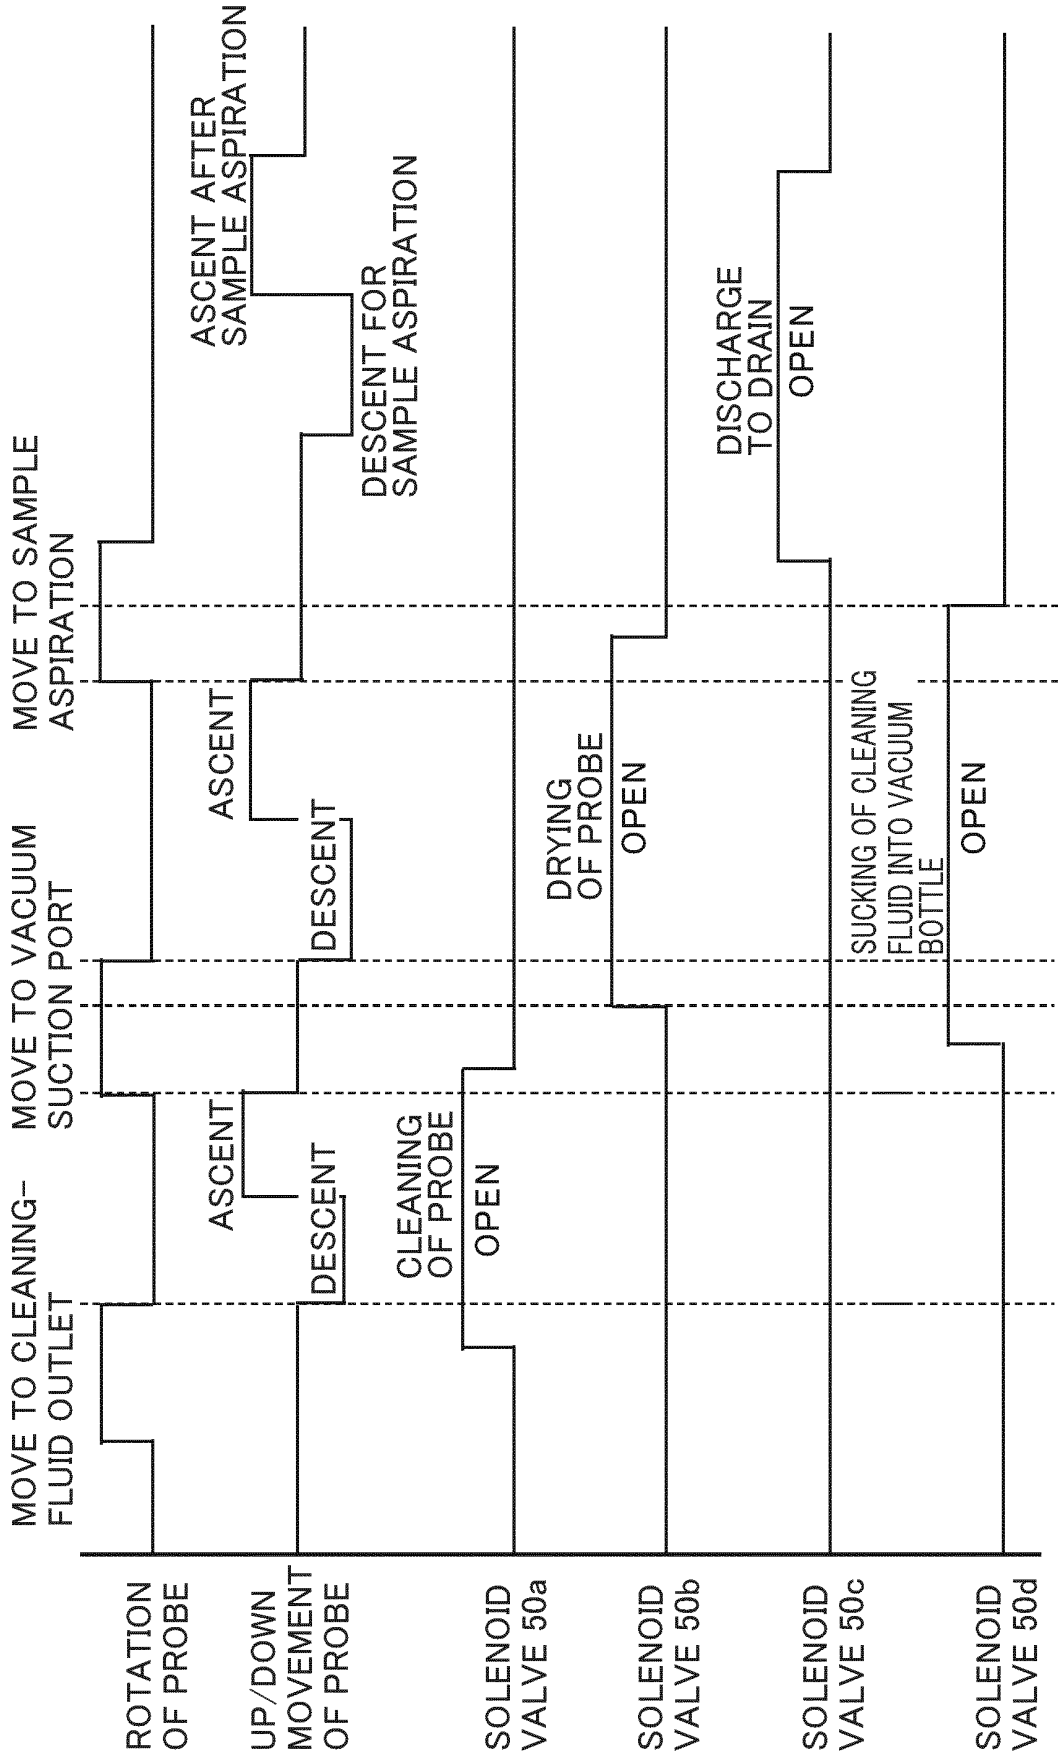 MOVE TO CLEANING-
FLUID OUTLET
MOVE TO VACUUM
SUCTION PORT
MOVE TO SAMPLE
ASPIRATION
ROTATION
OF PROBE
ASCENT
ASCENT
ASCENT AFTER
SAMPLE ASPIRATION
UP/DOWN
MOVEMENT
OF PROBE
DESCENT
DESCENT
DESCENT FOR
SAMPLE ASPIRATION
CLEANING
OF PROBE
OPEN
SOLENOID
VALVE 50a
DRYING
OF PROBE
OPEN
SOLENOID
VALVE 50b
DISCHARGE
TO DRAIN
OPEN
SOLENOID
VALVE 50c
SUCKING OF CLEANING
FLUID INTO VACUUM
BOTTLE
OPEN
SOLENOID
VALVE 50d